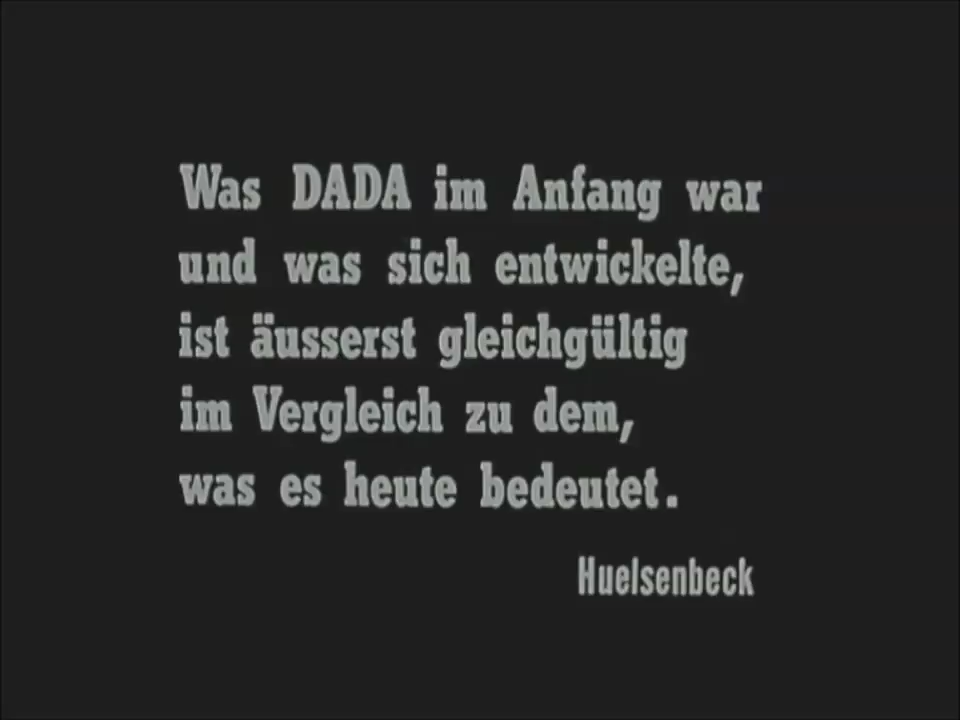 Was DADA im Anfang war
und was sich entwickelte,
ist äusserst gleichgültig
im Vergleich zu dem,
was es heute bedeutet.
Huelsenbeck